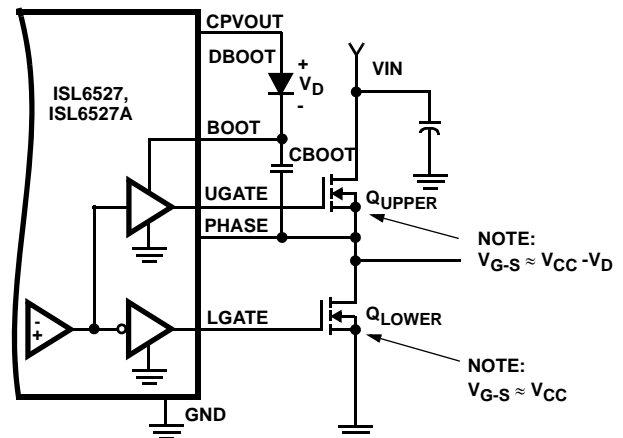 CPVOUT
DBOOT
+
VD
-
VIN
ISL6527,
ISL6527A
BOOT
CBOOT
UGATE
QUPPER
PHASE
NOTE:
VG-S ≈ VCC -VD
-
+
LGATE
QLOWER
NOTE:
VG-S ≈ VCC
GND